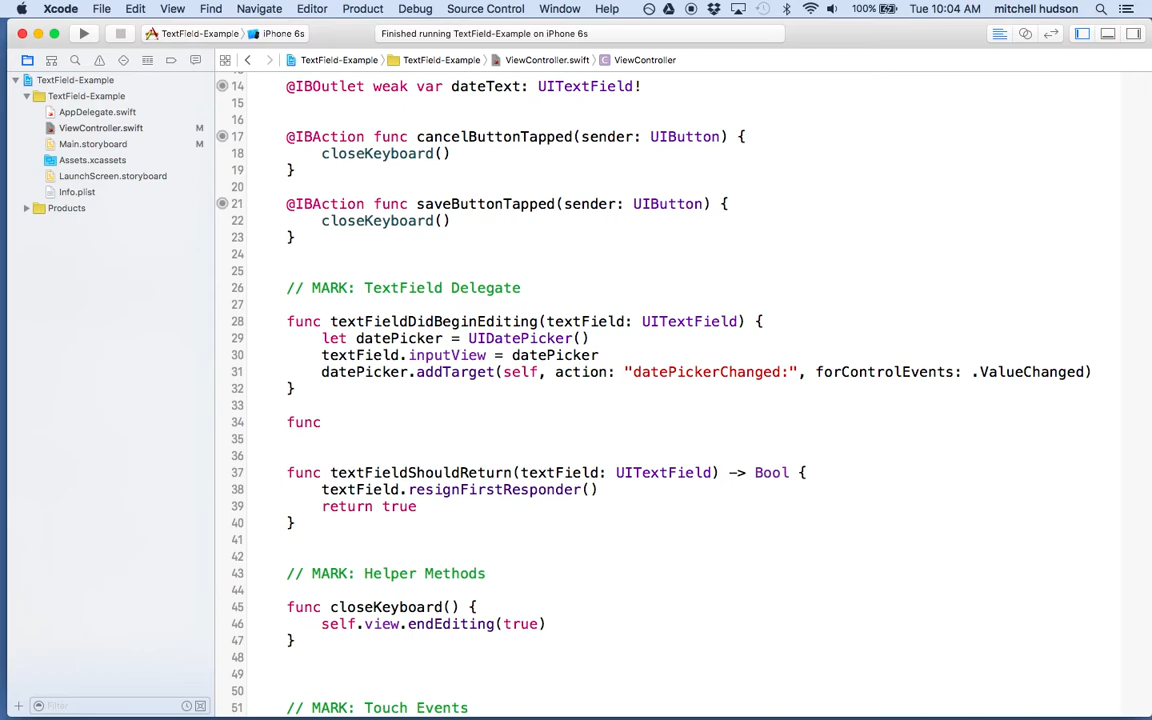 Xcode File Edit View Find Navigate Editor Product Debug Source Control Window Help 100% Tue 10:04 AM mitchell hudson
TextField-Example iPhone 6s Finished running TextField-Example on iPhone 6s
TextField-Example TextField-Example ViewController.swift C ViewController
TextField-Example
TextField-Example
AppDelegate.swift
ViewController.swift M
Main.storyboard M
Assets.xcassets
LaunchScreen.storyboard
Info.plist
Products
14 @IBOutlet weak var dateText: UITextField!
15
16
17 @IBAction func cancelButtonTapped(sender: UIButton) {
18 closeKeyboard()
19 }
20
21 @IBAction func saveButtonTapped(sender: UIButton) {
22 closeKeyboard()
23 }
24
25
26 // MARK: TextField Delegate
27
28 func textFieldDidBeginEditing(textField: UITextField) {
29 let datePicker = UIDatePicker()
30 textField.inputView = datePicker
31 datePicker.addTarget(self, action: "datePickerChanged:", forControlEvents: .ValueChanged)
32 }
33
34 func
35
36
37 func textFieldShouldReturn(textField: UITextField) -> Bool {
38 textField.resignFirstResponder()
39 return true
40 }
41
42
43 // MARK: Helper Methods
44
45 func closeKeyboard() {
46 self.view.endEditing(true)
47 }
48
49
50
51 // MARK: Touch Events
Filter